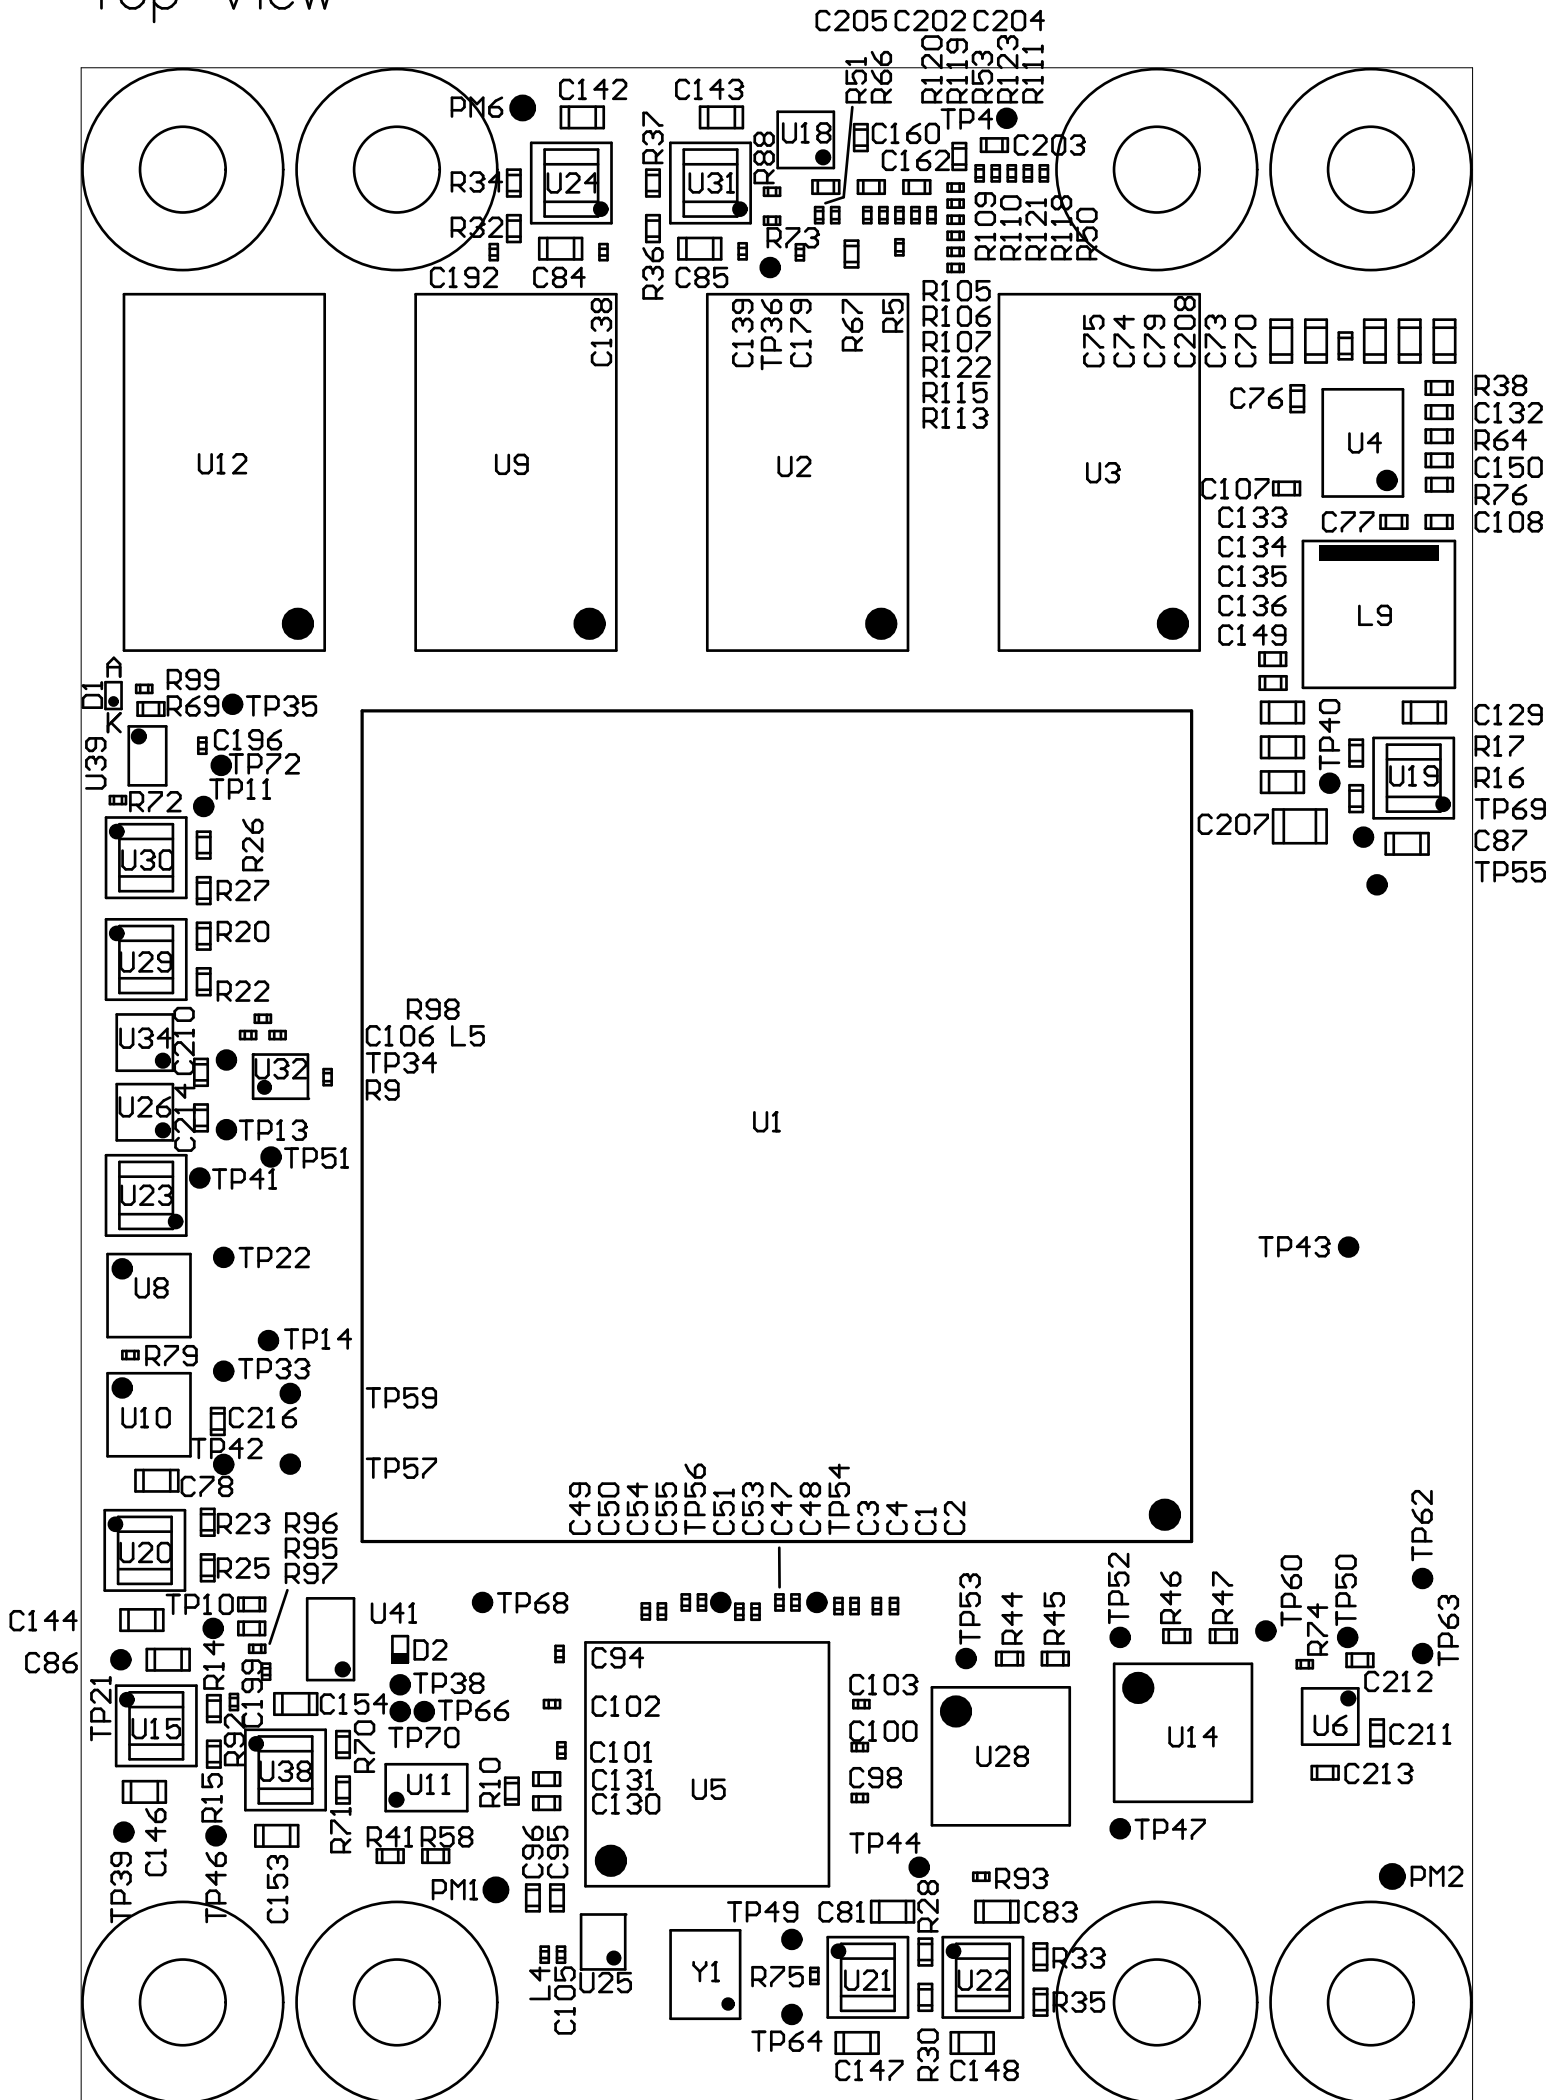 Top View
C205 C202 C204
R51 R66 R120 R119 R53 R123 R111
C142 C143
PM6 U18 C160 TP4
R37 R88 C162 C203
R34 U24 U31
R32 R73 R109 R110 R121 R118 R50
C192 C84 R36 C85
R105
C138 C139 TP36 C179 R67 R5 R106
R107
C75 C74 C79 C208 C73 C70
R122
R115
R113
C76 R38
C132
U4 R64
U12 U9 U2 U3 C150
C107 R76
C133 C77 C108
C134
C135
C136 L9
C149
A
D1 R99
R69 TP35
K
C129
U39 C196 TP40 R17
TP72
TP11 U19 R16
R72 TP69
C207 C87
R26
U30 TP55
R27
R20
U29
R22
R98
U34 C210 C106 L5
U32 TP34
R9
U26 C214 U1
TP13
TP51
TP41
U23
TP43
TP22
U8
TP14
R79
TP33
TP59
U10 C216
TP42
TP57
C78
C49 C50 C54 C55 TP56 C51 C53 C47 C48 TP54 C3 C4 C1 C2
R23 R96
U20 R95
R25 R97
TP62
C144 TP10 U41 TP68 TP53 R44 R45 TP52 R46 R47 TP60 R74 TP50
C86 R14 D2 C94 TP63
TP21 C199 C154 TP38 C102 C103 C212
U15 R92 TP66 U6
TP70 C100 U14 C211
R70 C101 U28
U38 U11 R10 C131 U5 C98 C213
R15 C130
C146 R71 R41 R58 TP47
C96 C95 TP44
TP39 TP46 C153 PM1 R93 PM2
TP49 C81 R28 C83
R33
Y1 R75 U21 U22
L4 C105 U25 R35
TP64
C147 R30 C148